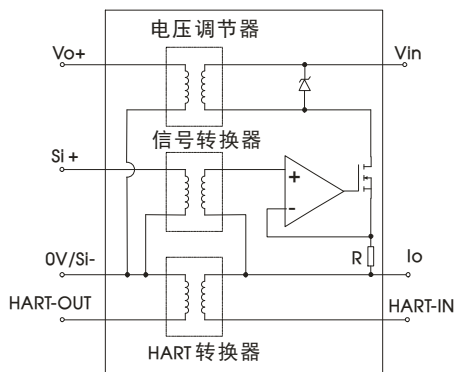 电压调节器
Vo+
Vin
信号转换器
Si +
+
-
0V/Si-
R
Io
HART-OUT
HART-IN
HART 转换器